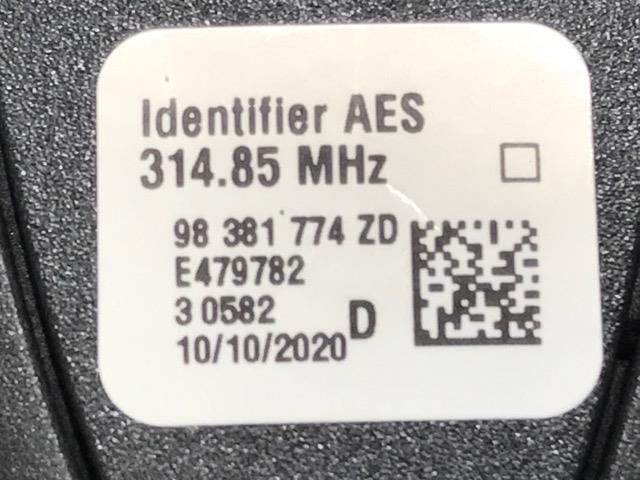 Identifier AES
314.85 MHz
98 381 774 ZD
E479782
3 0582
D
10/10/2020